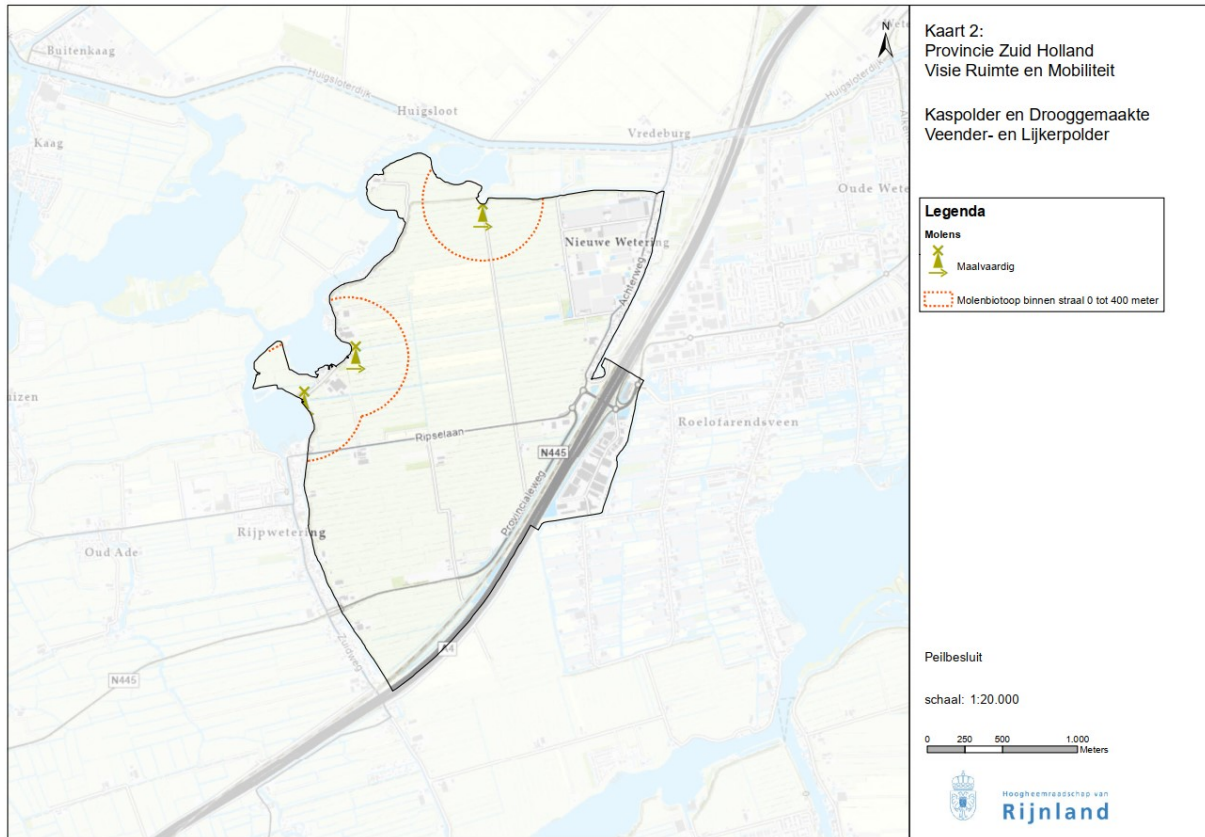 Buitenkaag
Huigsloterdijk
Huigsloot
Huigsloterdijk
Kaag
Vredeburg
Oude Wete
Nieuwe Wetering
Achterweg
uizen
Ripselaan
N445
Roelofarendsveen
Provincialeweg
Rijpwetering
Oud Ade
Zuidweg
A4
N445
N
Kaart 2:
Provincie Zuid Holland
Visie Ruimte en Mobiliteit
Kaspolder en Drooggemaakte
Veender- en Lijkerpolder
Legenda
Molens
Maalvaardig
Molenbiotoop binnen straal 0 tot 400 meter
Peilbesluit
schaal: 1:20.000
0 250 500 1.000
Meters
Hoogheemraadschap van
Rijnland